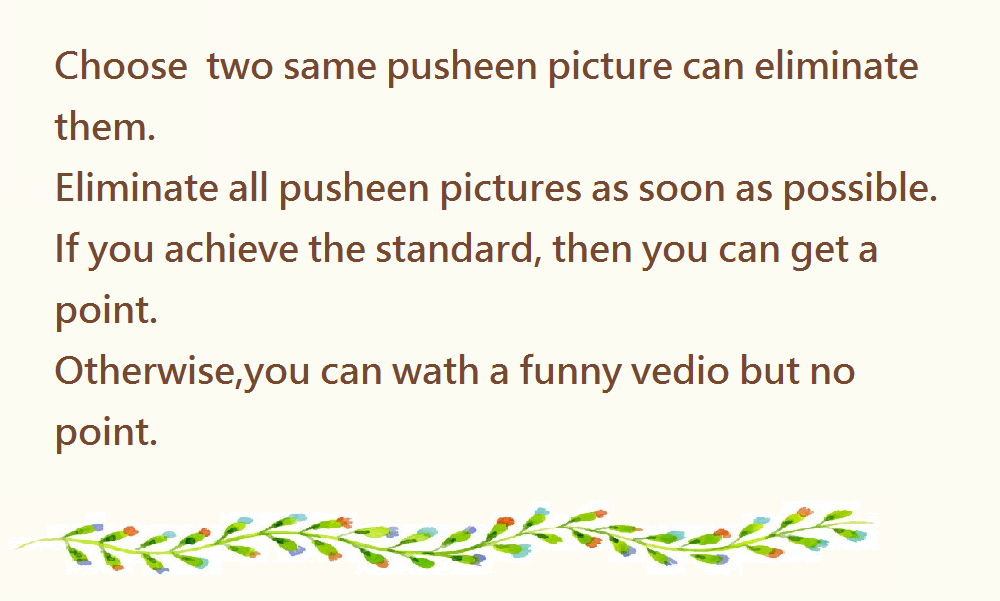 Choose  two same pusheen picture can eliminate
them.
Eliminate all pusheen pictures as soon as possible.
If you achieve the standard, then you can get a
point.
Otherwise,you can wath a funny vedio but no
point.